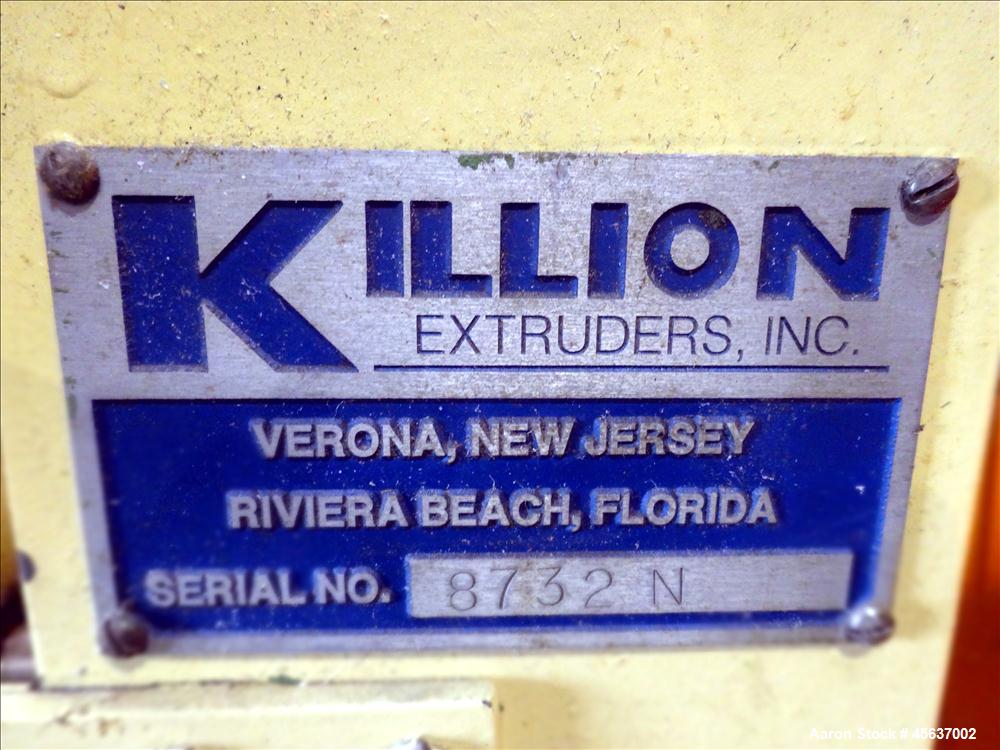 KILLION
EXTRUDERS, INC.
VERONA, NEW JERSEY
RIVIERA BEACH, FLORIDA
SERIAL NO. 8732 N
Aaron Stock # 45637002